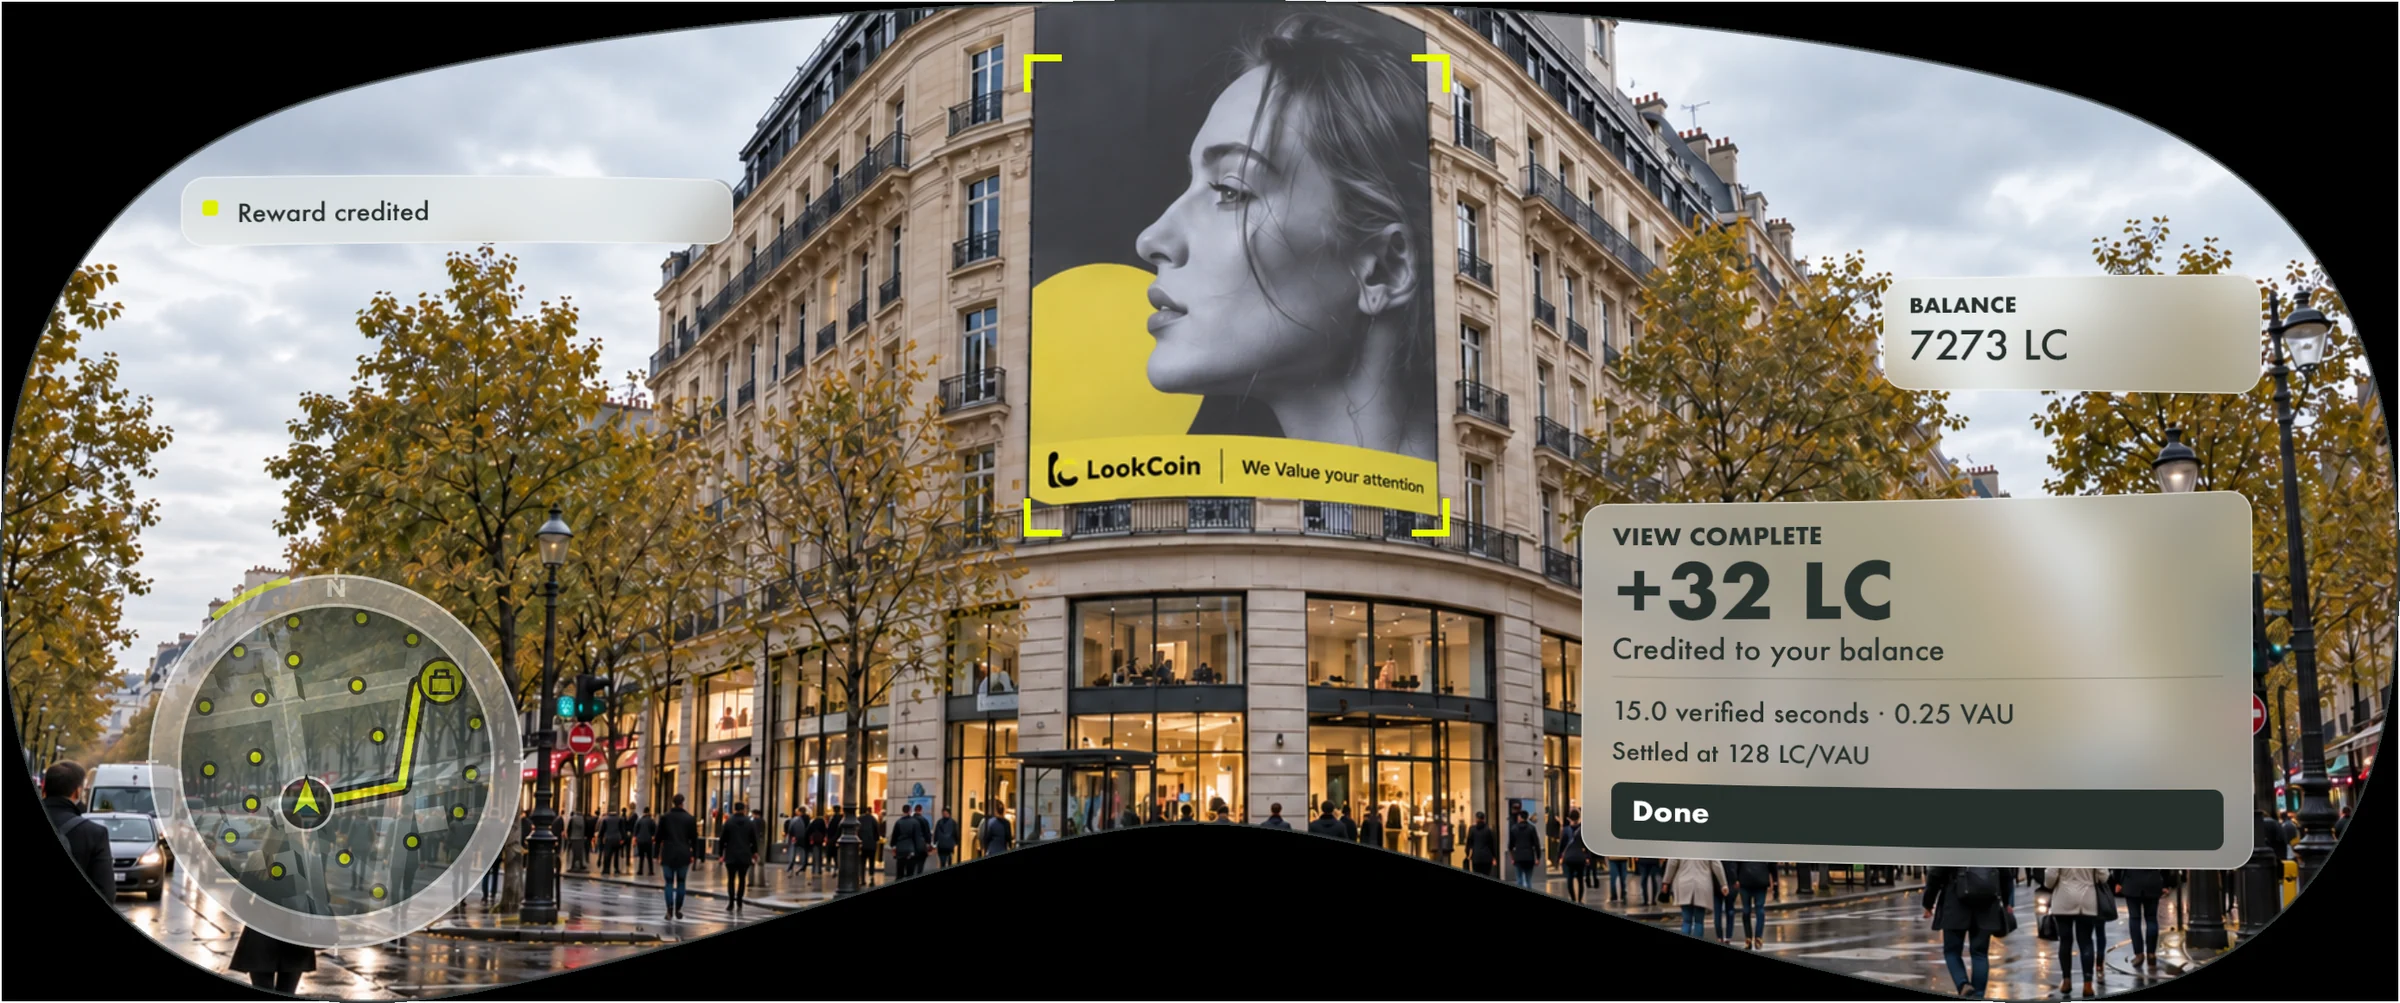 Reward credited
N
LookCoin | We Value your attention
BALANCE
7273 LC
VIEW COMPLETE
+32 LC
Credited to your balance
15.0 verified seconds · 0.25 VAU
Settled at 128 LC/VAU
Done